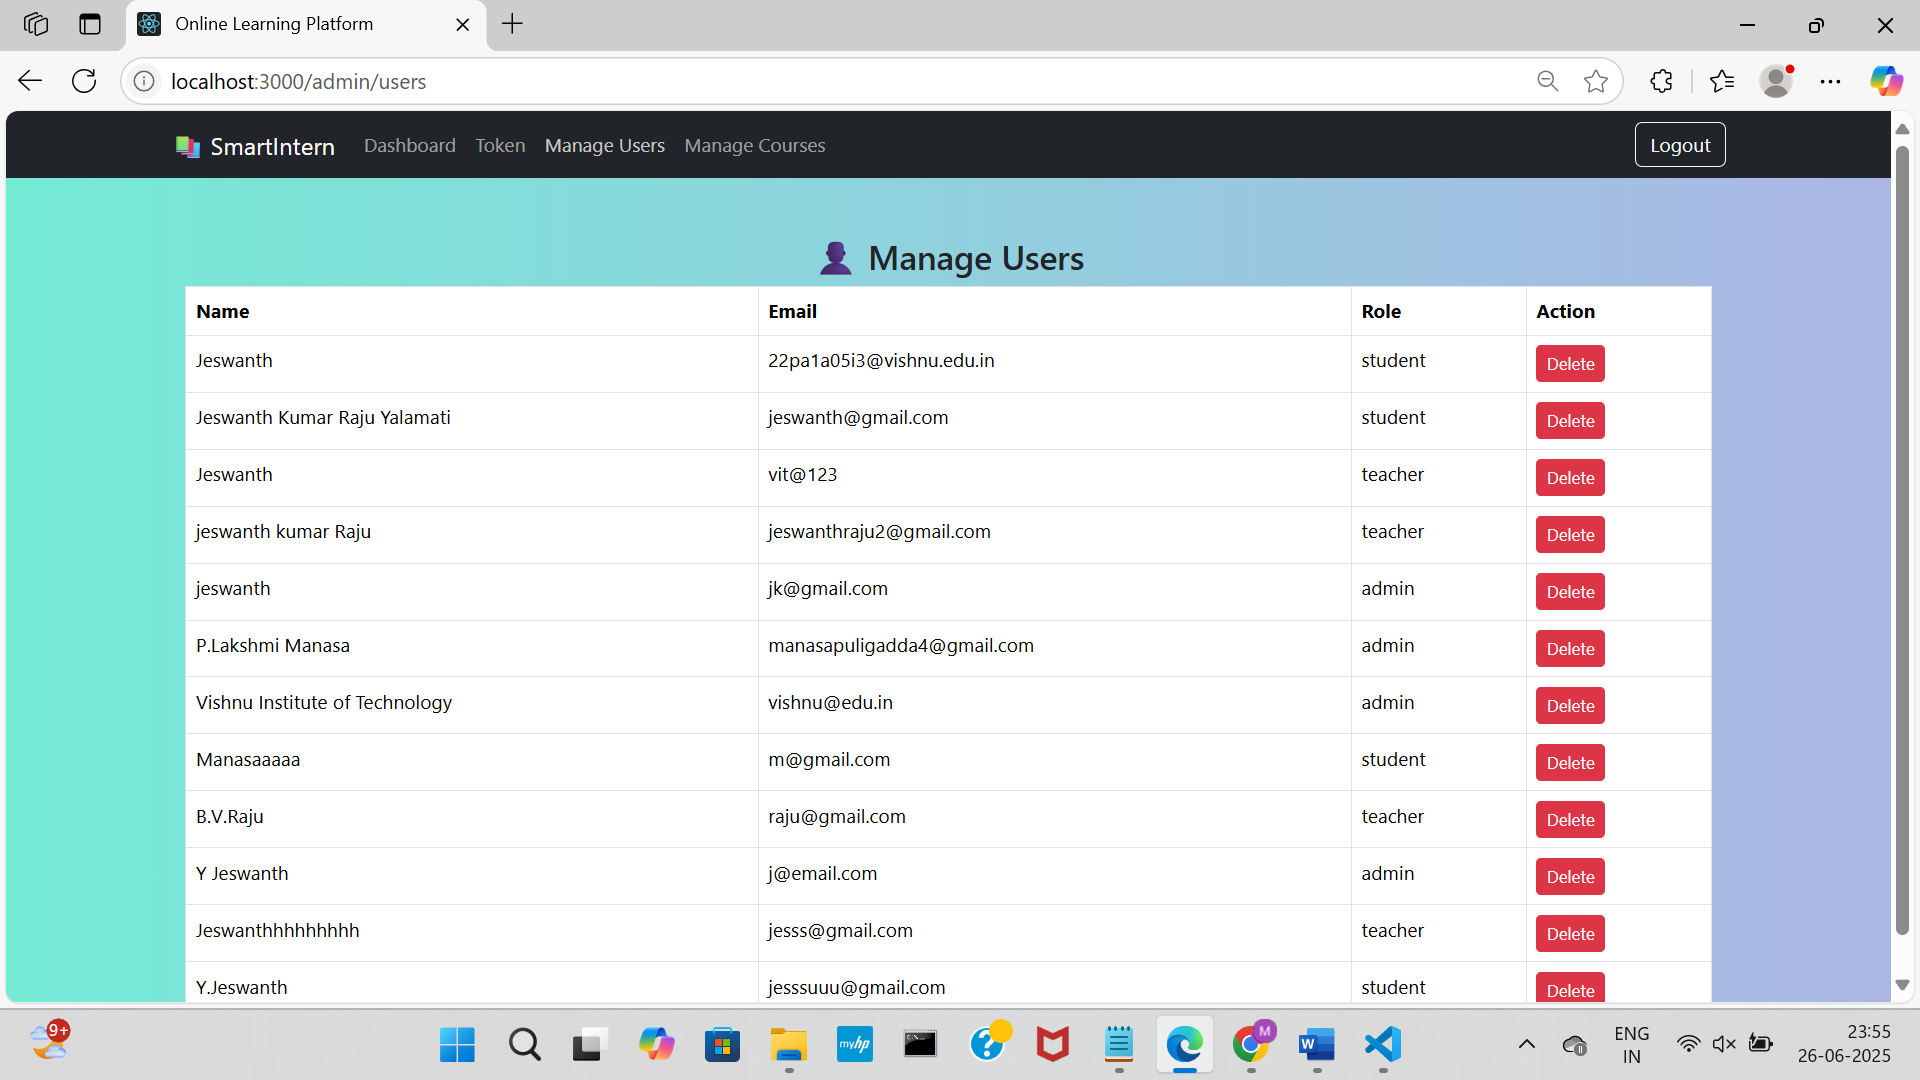 Online Learning Platform
localhost:3000/admin/users
SmartIntern Dashboard Token Manage Users Manage Courses Logout
Manage Users
Name Email Role Action
Jeswanth 22pa1a05i3@vishnu.edu.in student Delete
Jeswanth Kumar Raju Yalamati jeswanth@gmail.com student Delete
Jeswanth vit@123 teacher Delete
jeswanth kumar Raju jeswanthraju2@gmail.com teacher Delete
jeswanth jk@gmail.com admin Delete
P.Lakshmi Manasa manasapuligadda4@gmail.com admin Delete
Vishnu Institute of Technology vishnu@edu.in admin Delete
Manasaaaaa m@gmail.com student Delete
B.V.Raju raju@gmail.com teacher Delete
Y Jeswanth j@email.com admin Delete
Jeswanthhhhhhhhh jesss@gmail.com teacher Delete
Y.Jeswanth jesssuuu@gmail.com student Delete
9+
myhp
M
W
ENG
IN
23:55
26-06-2025